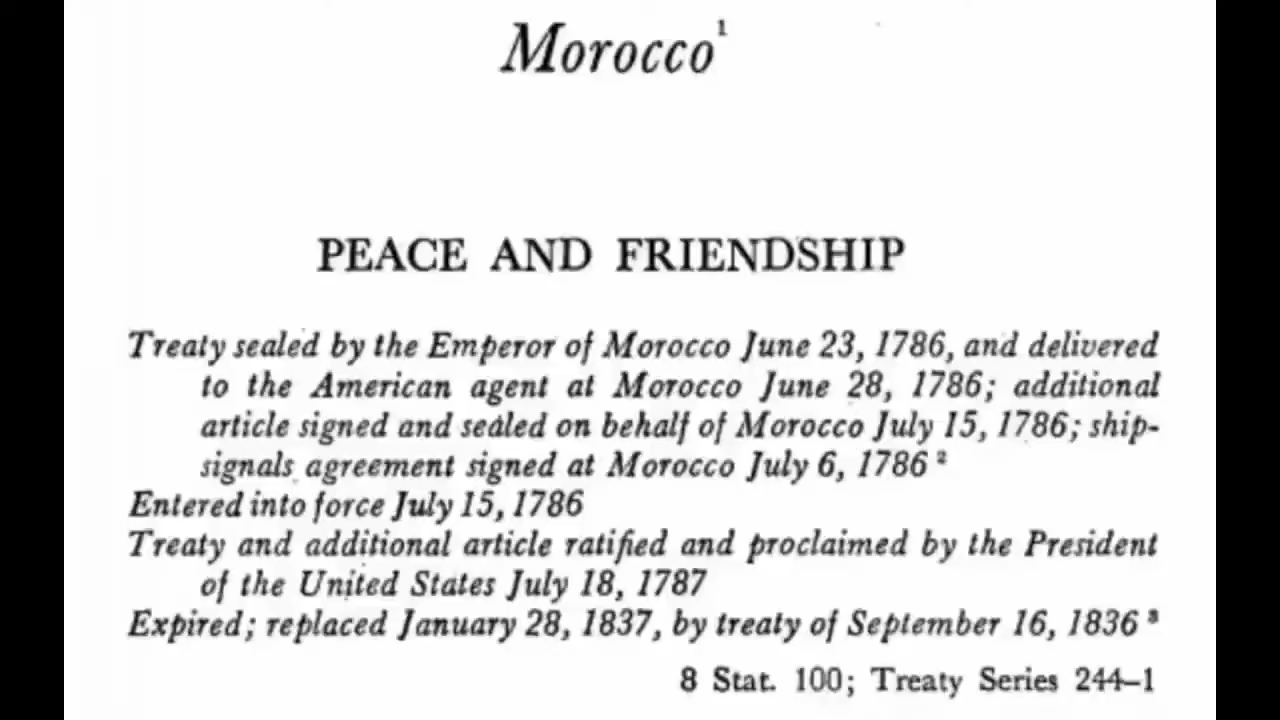 Morocco¹
PEACE AND FRIENDSHIP
Treaty sealed by the Emperor of Morocco June 23, 1786, and delivered
to the American agent at Morocco June 28, 1786; additional
article signed and sealed on behalf of Morocco July 15, 1786; ship-
signals agreement signed at Morocco July 6, 1786 ²
Entered into force July 15, 1786
Treaty and additional article ratified and proclaimed by the President
of the United States July 18, 1787
Expired; replaced January 28, 1837, by treaty of September 16, 1836 ³
8 Stat. 100; Treaty Series 244–1